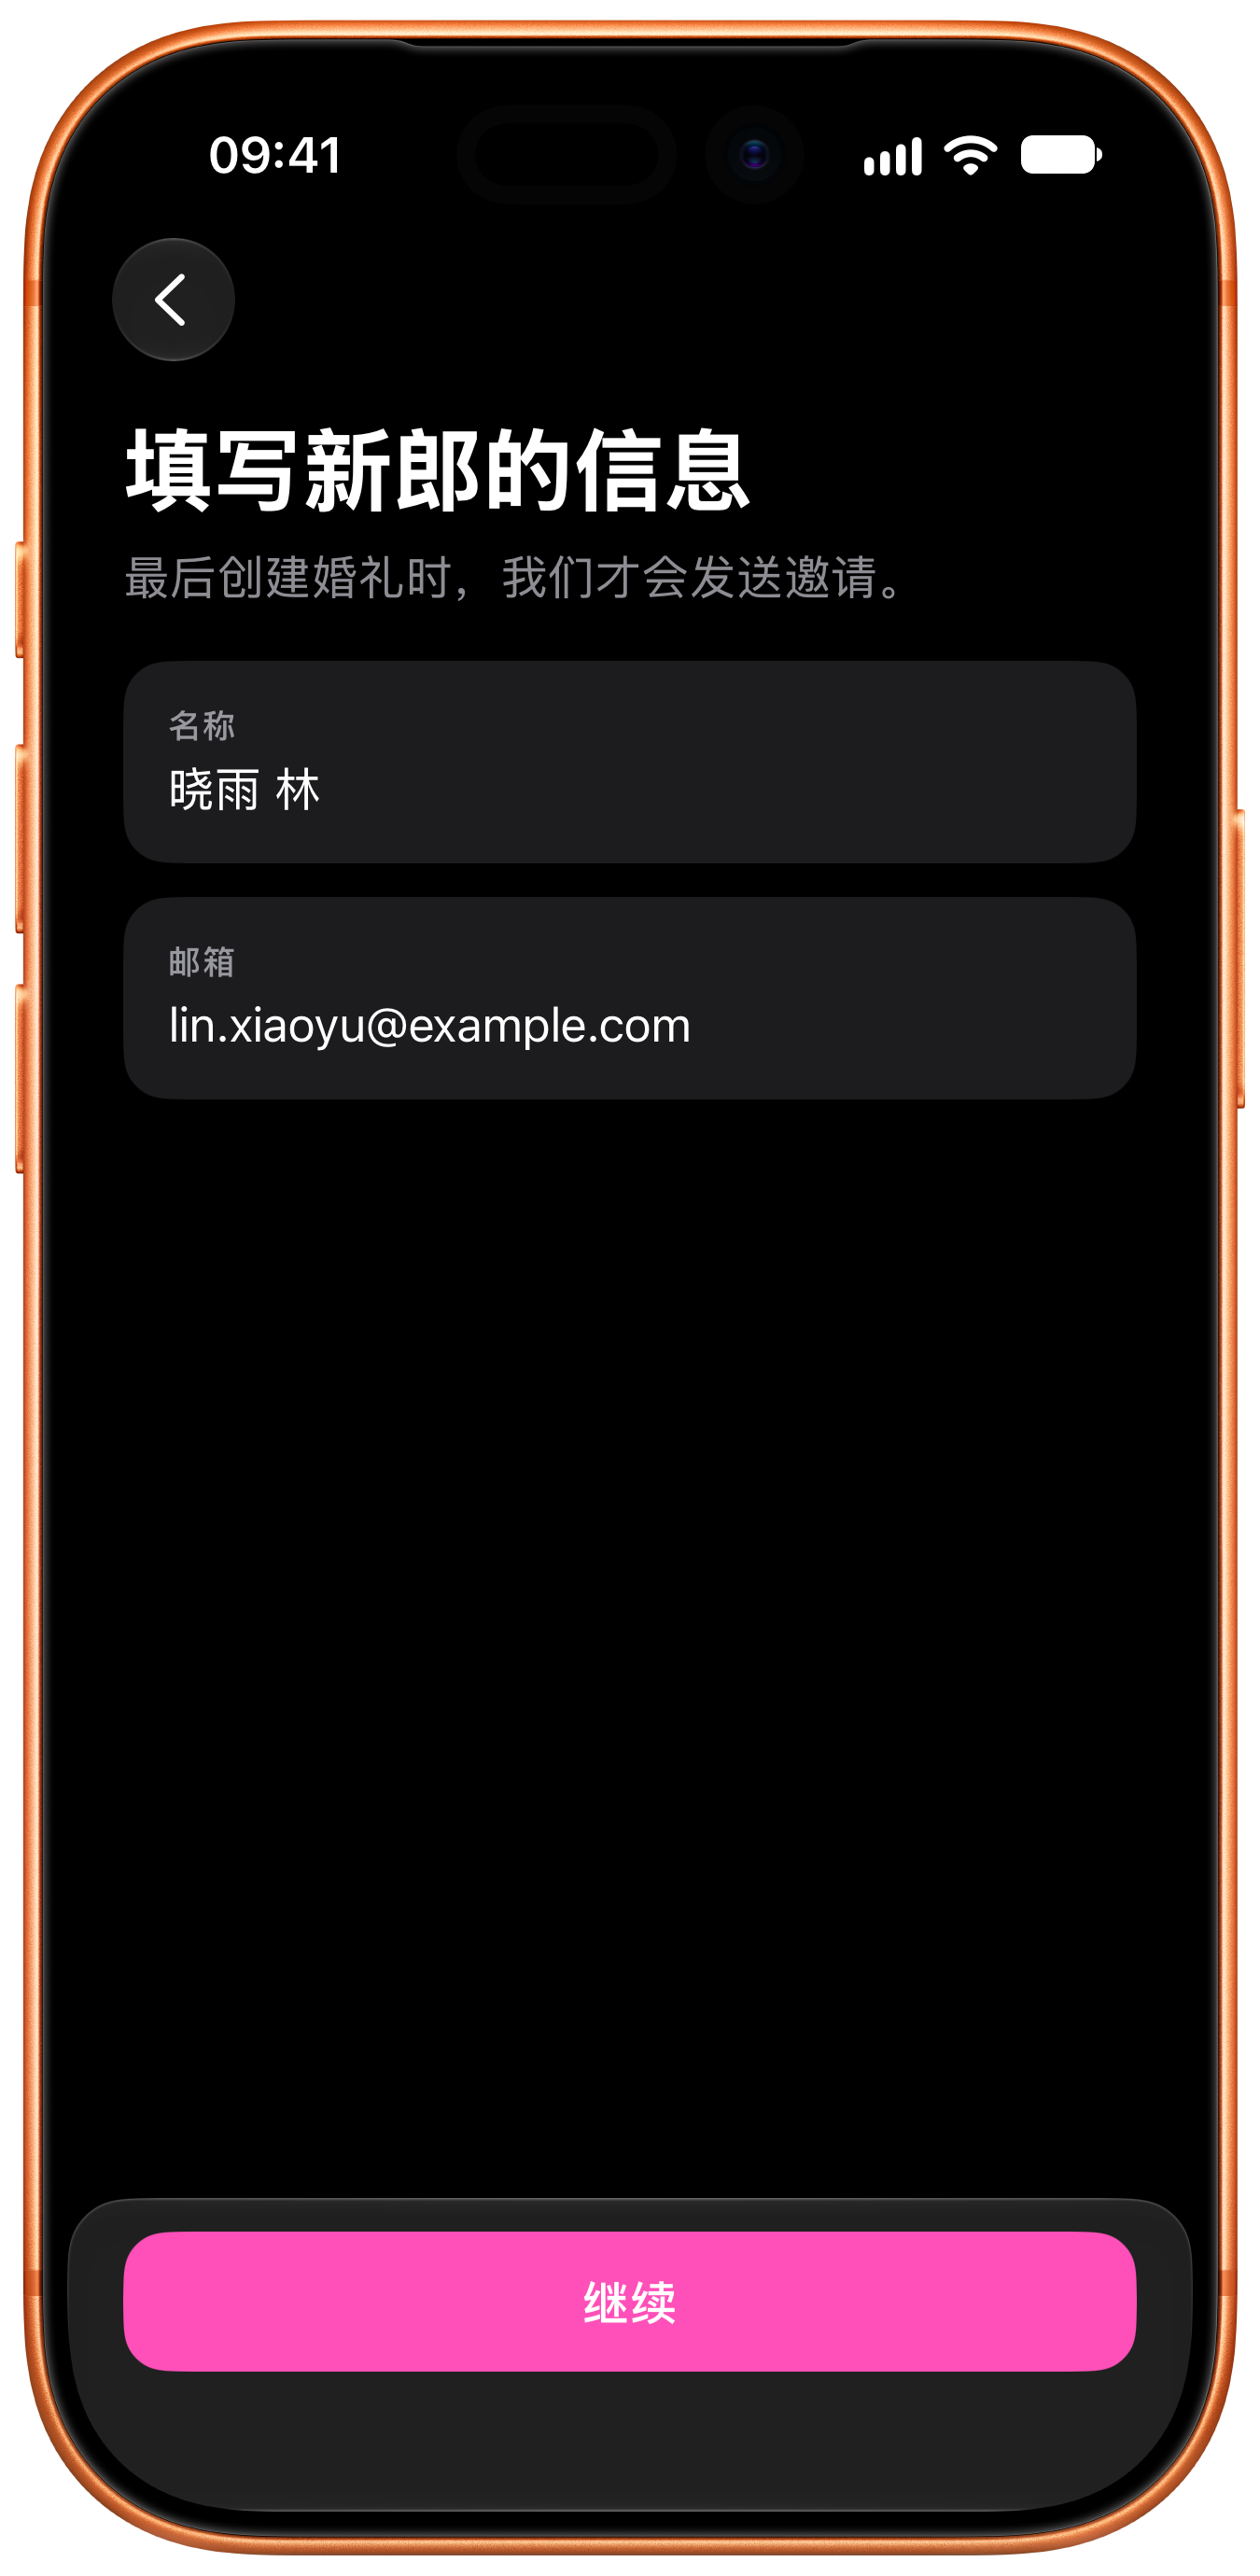 09:41
填写新郎的信息
最后创建婚礼时，我们才会发送邀请。
名称
晓雨 林
邮箱
lin.xiaoyu@example.com
继续